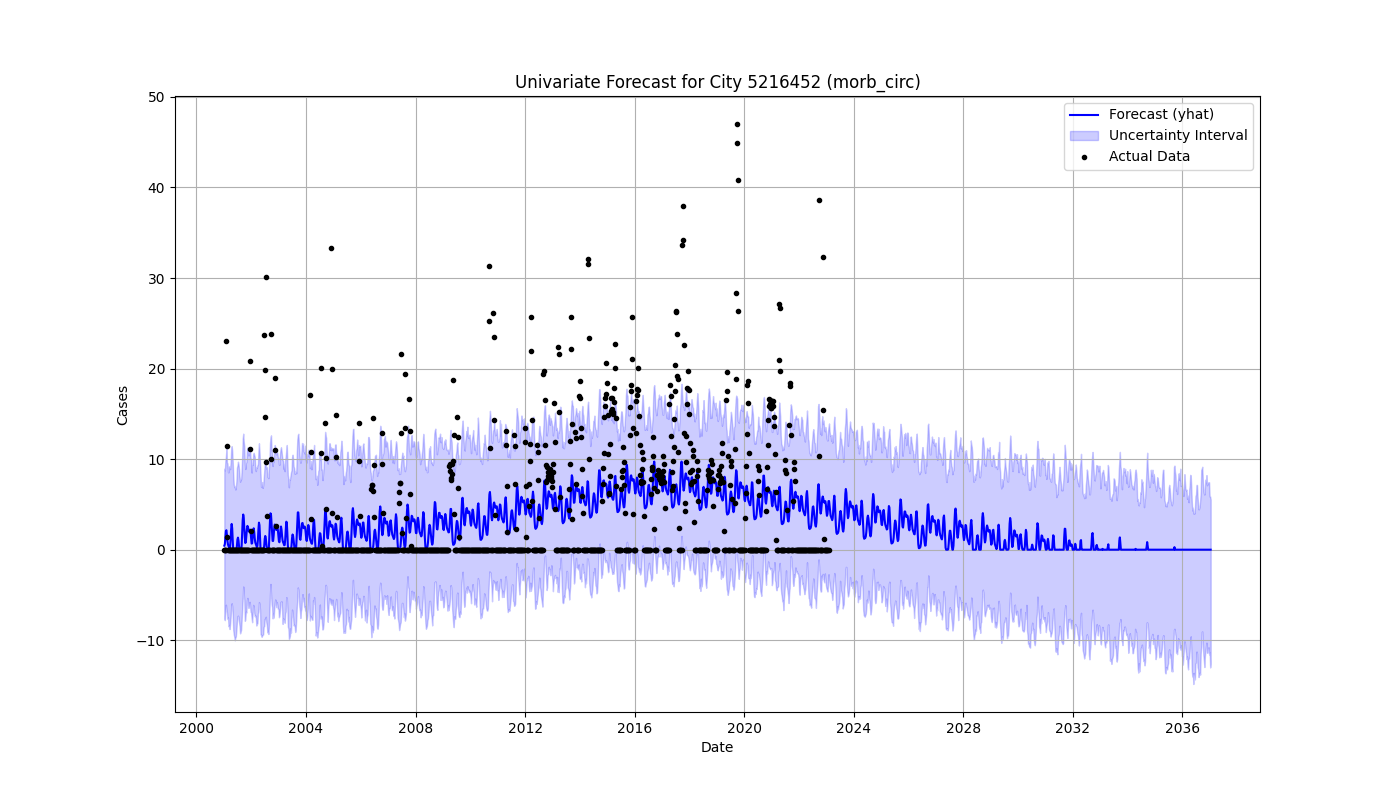 Univariate Forecast for City 5216452 (morb_circ)
Forecast (yhat)
Uncertainty Interval
Actual Data
Cases
50
40
30
20
10
0
−10
2000 2004 2008 2012 2016 2020 2024 2028 2032 2036
Date